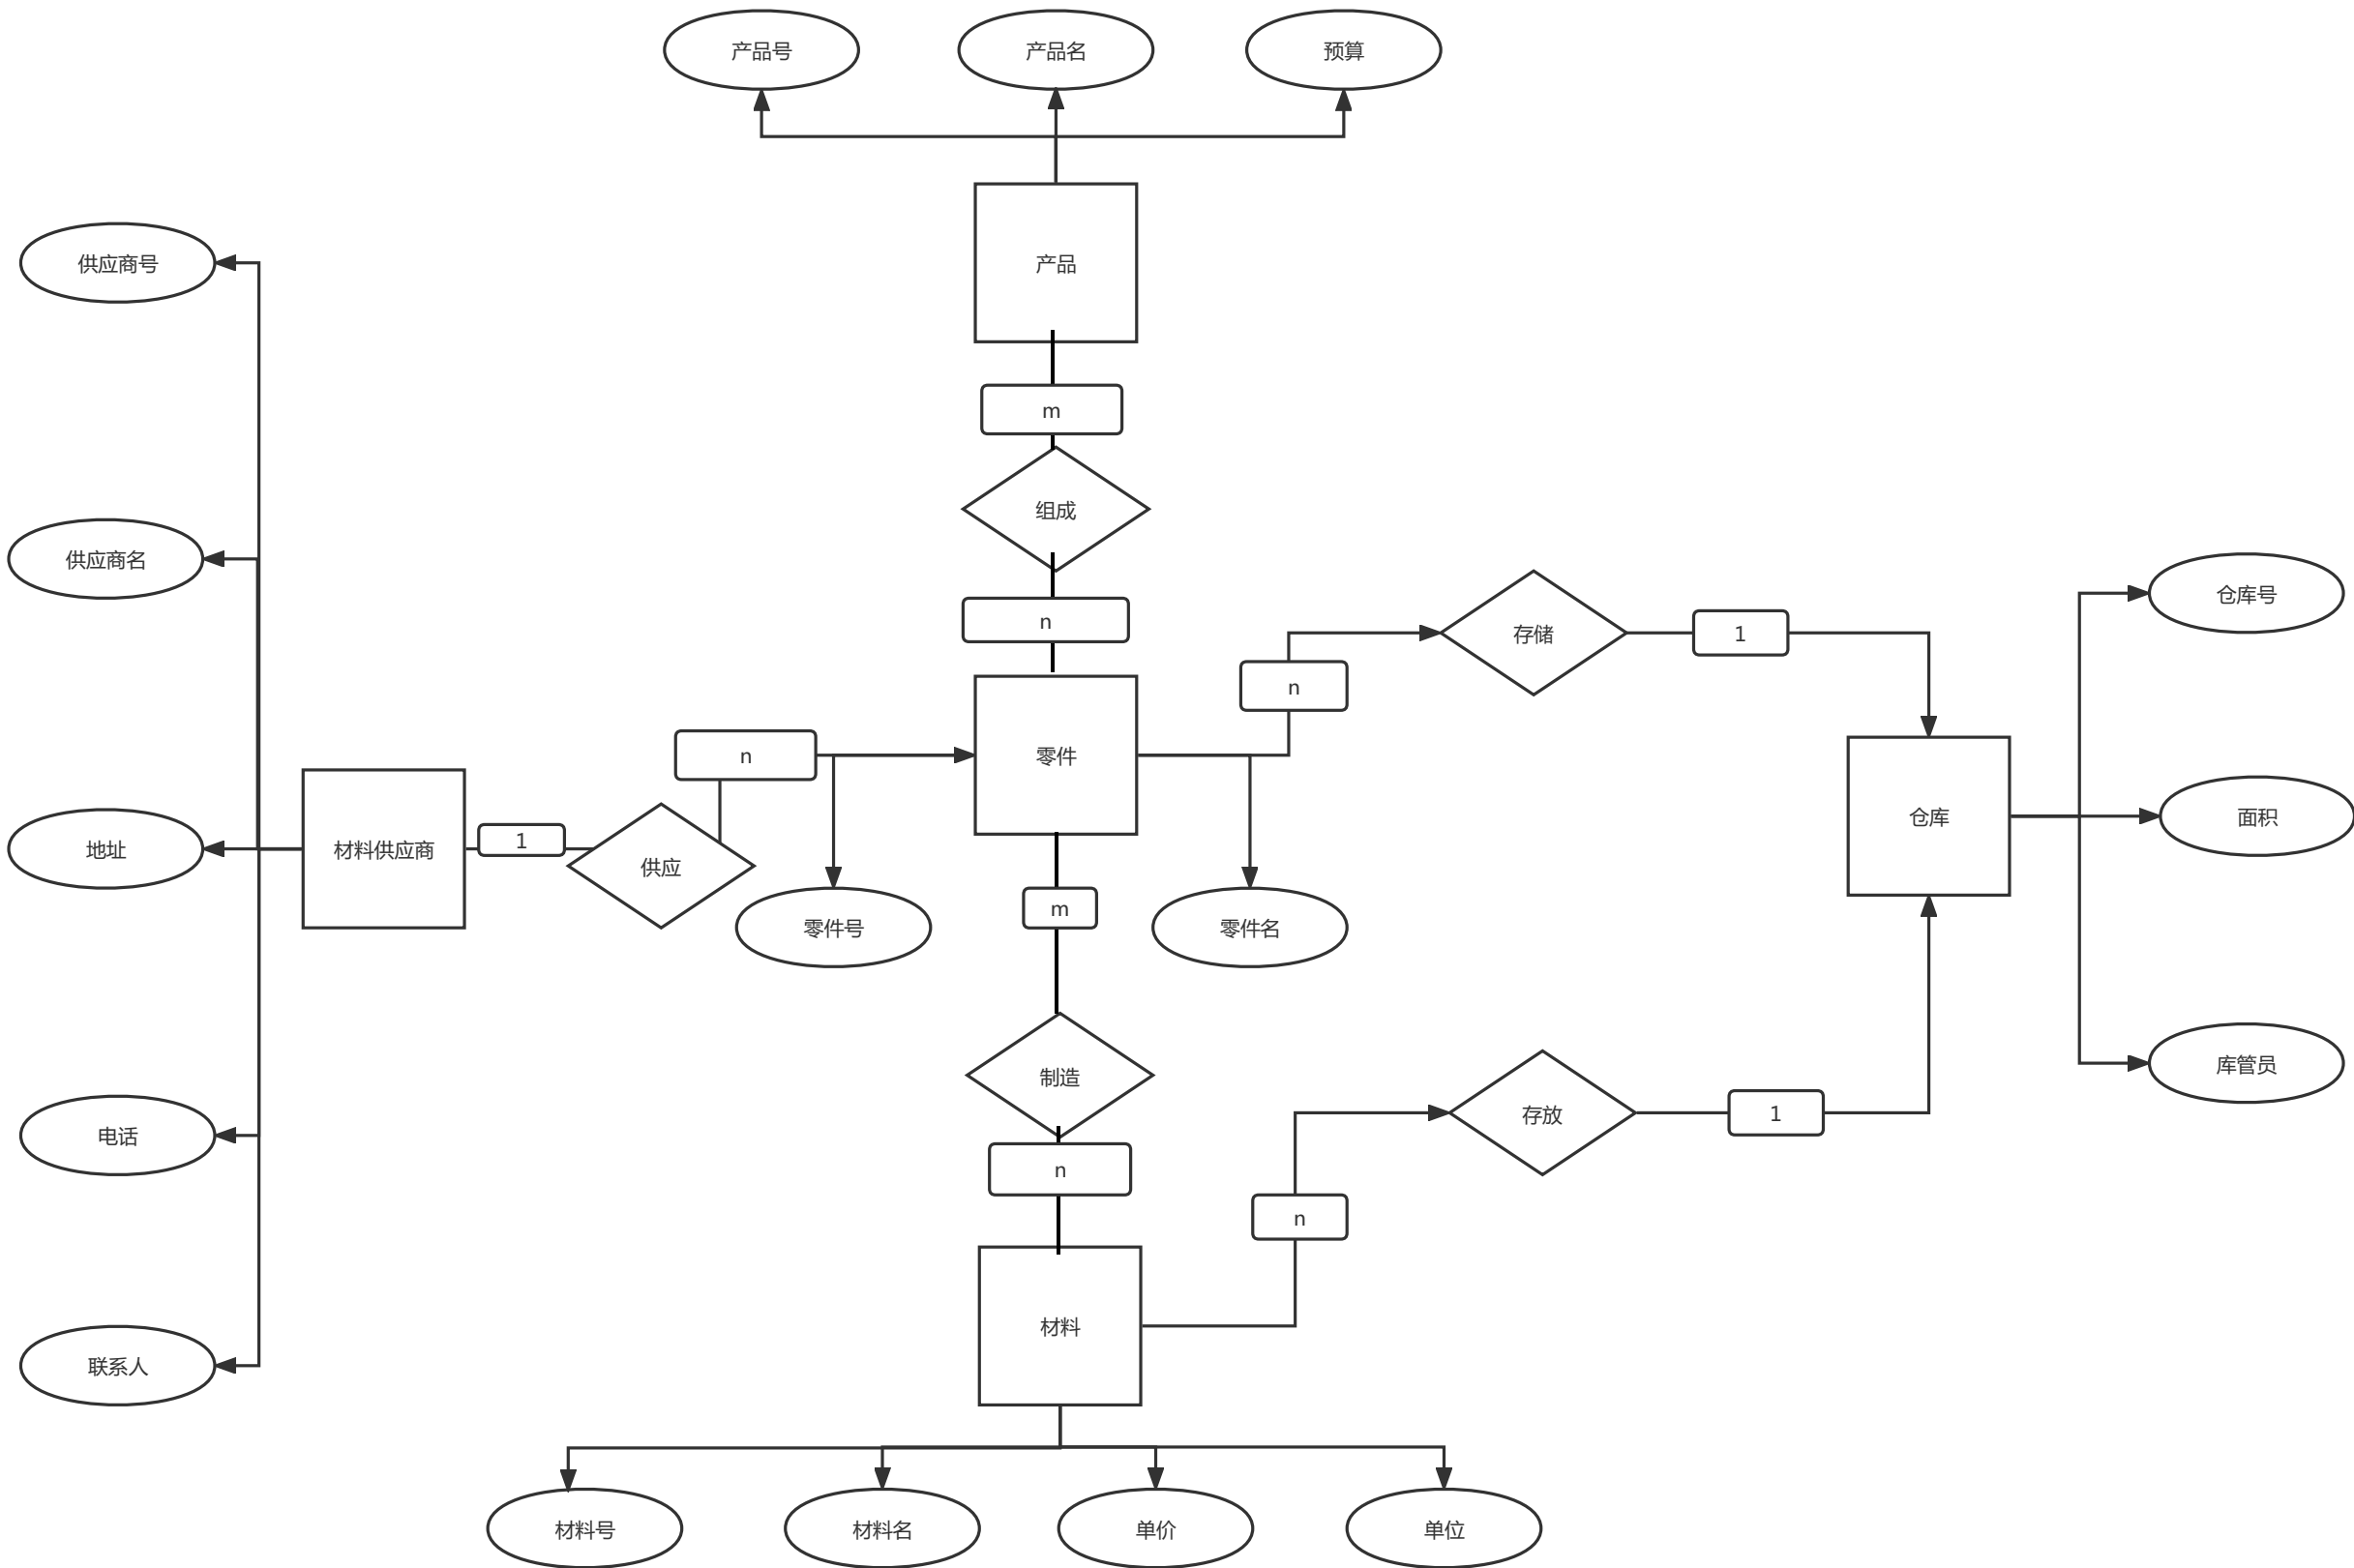 产品号
产品名
预算
产品
供应商号
m
组成
供应商名
仓库号
n
存储
1
n
n
零件
仓库
面积
材料供应商
1
地址
供应
m
零件号
零件名
库管员
制造
存放
1
电话
n
n
材料
联系人
材料号
材料名
单价
单位